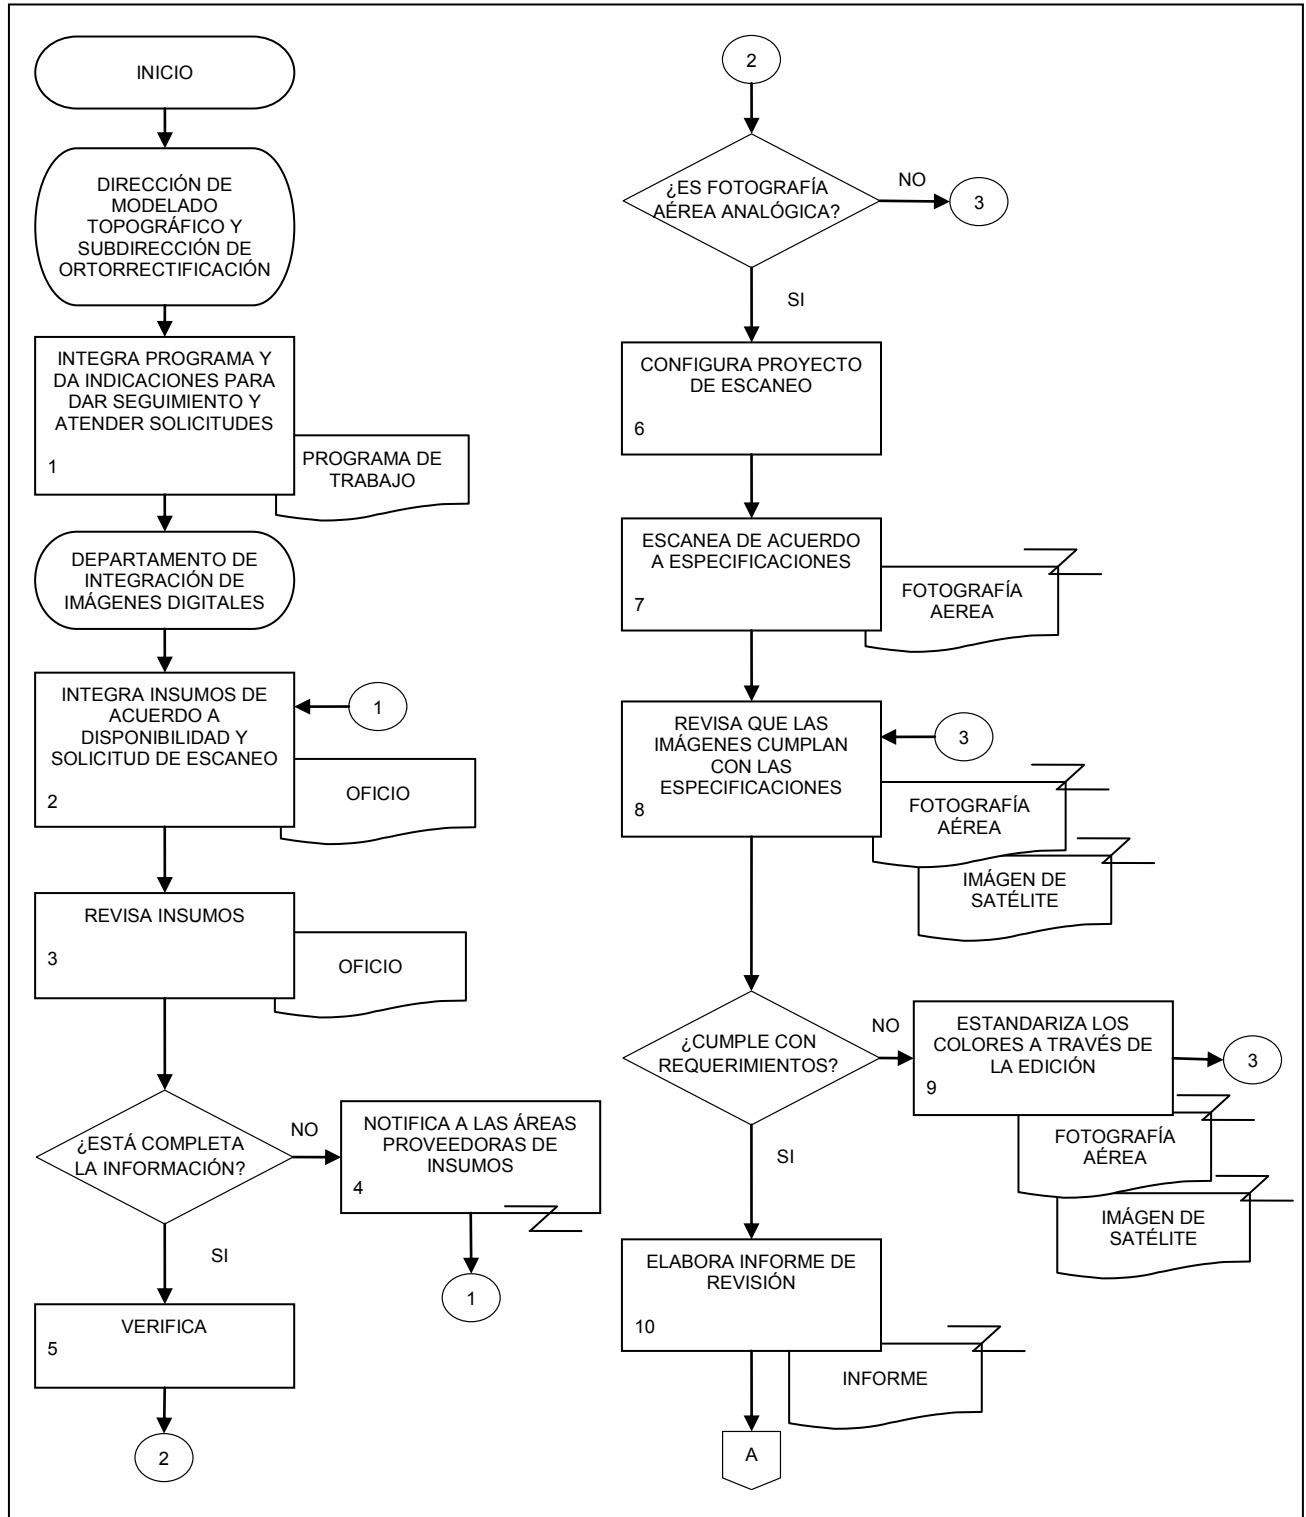 INICIO
DIRECCIÓN DE
MODELADO
TOPOGRÁFICO Y
SUBDIRECCIÓN DE
ORTORRECTIFICACIÓN
INTEGRA PROGRAMA Y
DA INDICACIONES PARA
DAR SEGUIMIENTO Y
ATENDER SOLICITUDES
1
PROGRAMA DE
TRABAJO
DEPARTAMENTO DE
INTEGRACIÓN DE
IMÁGENES DIGITALES
INTEGRA INSUMOS DE
ACUERDO A
DISPONIBILIDAD Y
SOLICITUD DE ESCANEO
2
1
OFICIO
REVISA INSUMOS
3
OFICIO
¿ESTÁ COMPLETA
LA INFORMACIÓN?
NO
NOTIFICA A LAS ÁREAS
PROVEEDORAS DE
INSUMOS
4
1
SI
VERIFICA
5
2
2
¿ES FOTOGRAFÍA
AÉREA ANALÓGICA?
NO
3
SI
CONFIGURA PROYECTO
DE ESCANEO
6
ESCANEA DE ACUERDO
A ESPECIFICACIONES
7
FOTOGRAFÍA
AEREA
REVISA QUE LAS
IMÁGENES CUMPLAN
CON LAS
ESPECIFICACIONES
8
3
FOTOGRAFÍA
AÉREA
IMÁGEN DE
SATÉLITE
¿CUMPLE CON
REQUERIMIENTOS?
NO
ESTANDARIZA LOS
COLORES A TRAVÉS DE
LA EDICIÓN
9
3
FOTOGRAFÍA
AÉREA
IMÁGEN DE
SATÉLITE
SI
ELABORA INFORME DE
REVISIÓN
10
INFORME
A